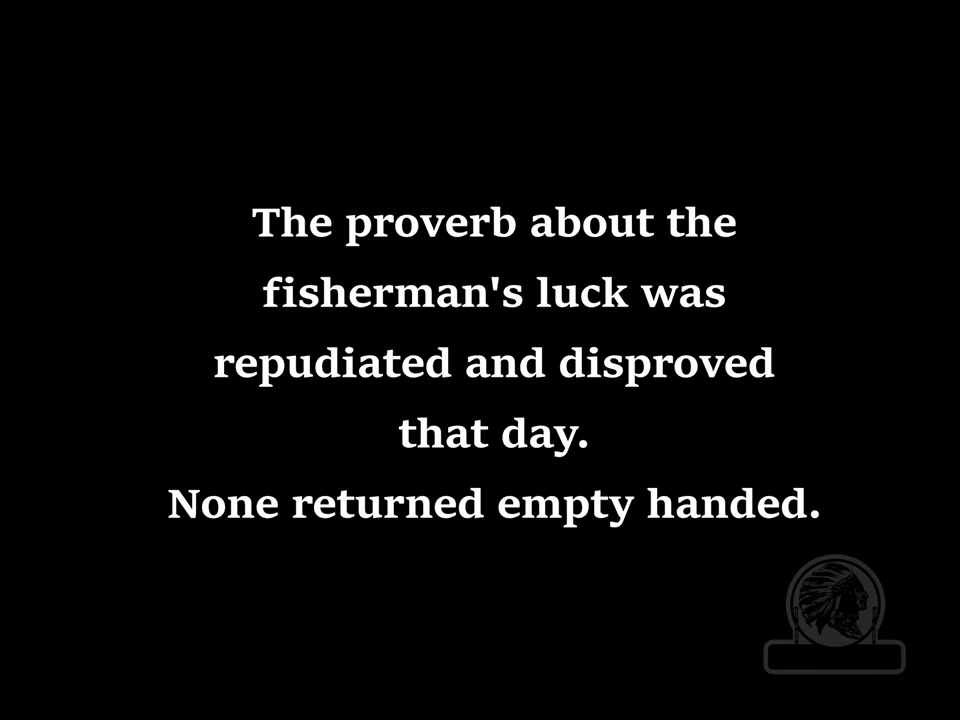 The proverb about the
fisherman's luck was
repudiated and disproved
that day.
None returned empty handed.